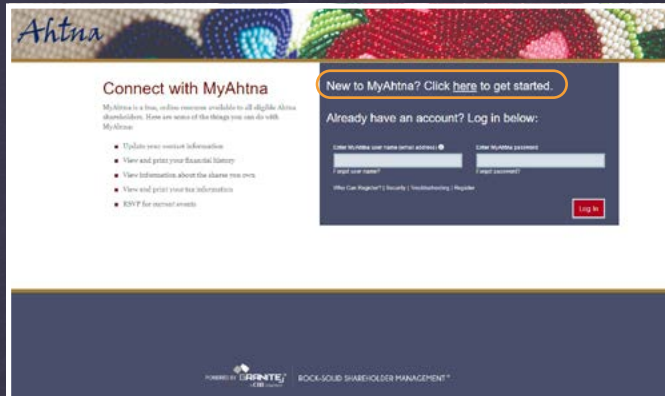 Ahtna
Connect with MyAhtna
MyAhtna is a free, online resource available to all eligible Ahtna
shareholders. Here are some of the things you can do with
MyAhtna:
Update your contact information
View and print your financial history
View information about the shares you own
View and print your tax information
RSVP for current events
New to MyAhtna? Click here to get started.
Already have an account? Log in below:
Enter MyAhtna user name (email address)
Enter MyAhtna password
Forgot user name?
Forgot password?
Who Can Register? | Security | Troubleshooting | Register
Log In
POWERED BY GRANITE
ROCK-SOLID SHAREHOLDER MANAGEMENT